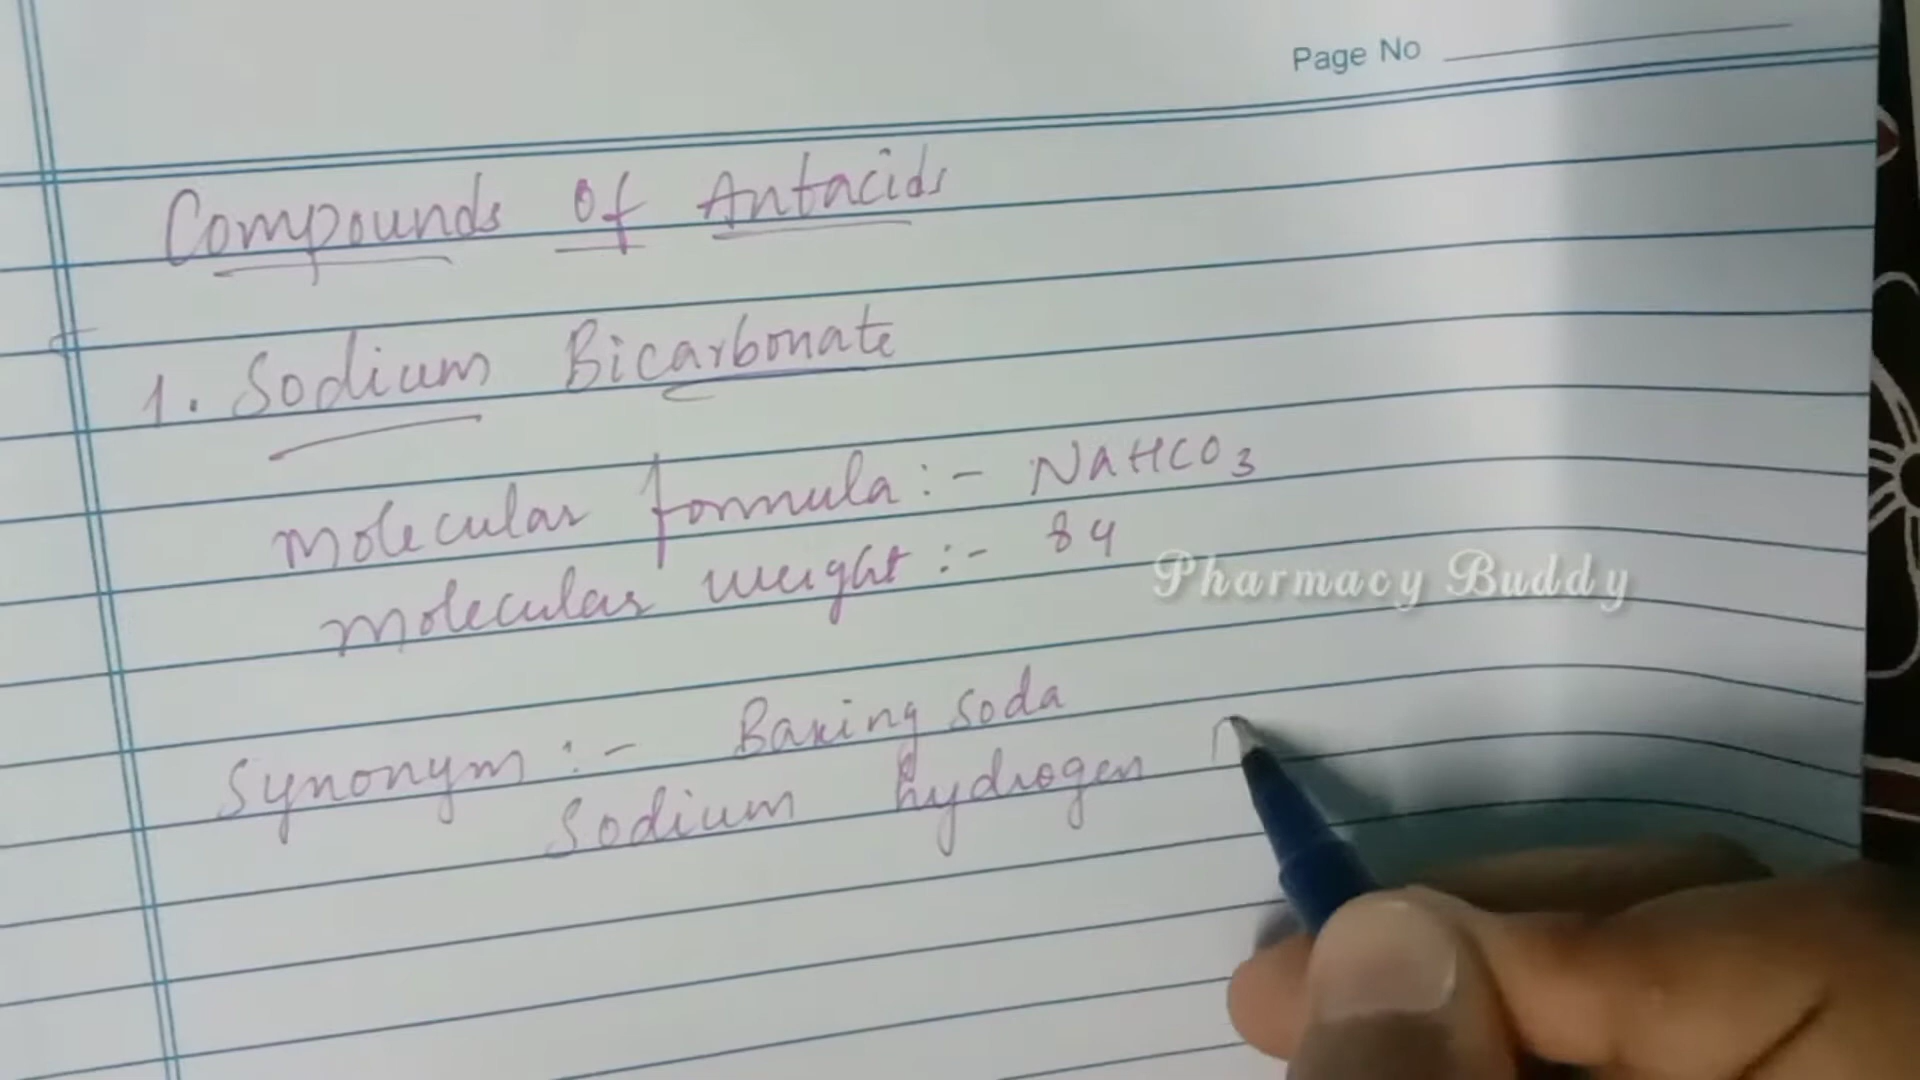 Page No
Compounds of Antacids
1. Sodium Bicarbonate
Molecular formula :- NaHCO3
Molecular weight :- 84
Pharmacy Buddy
Synonym :- Baking soda
Sodium hydrogen